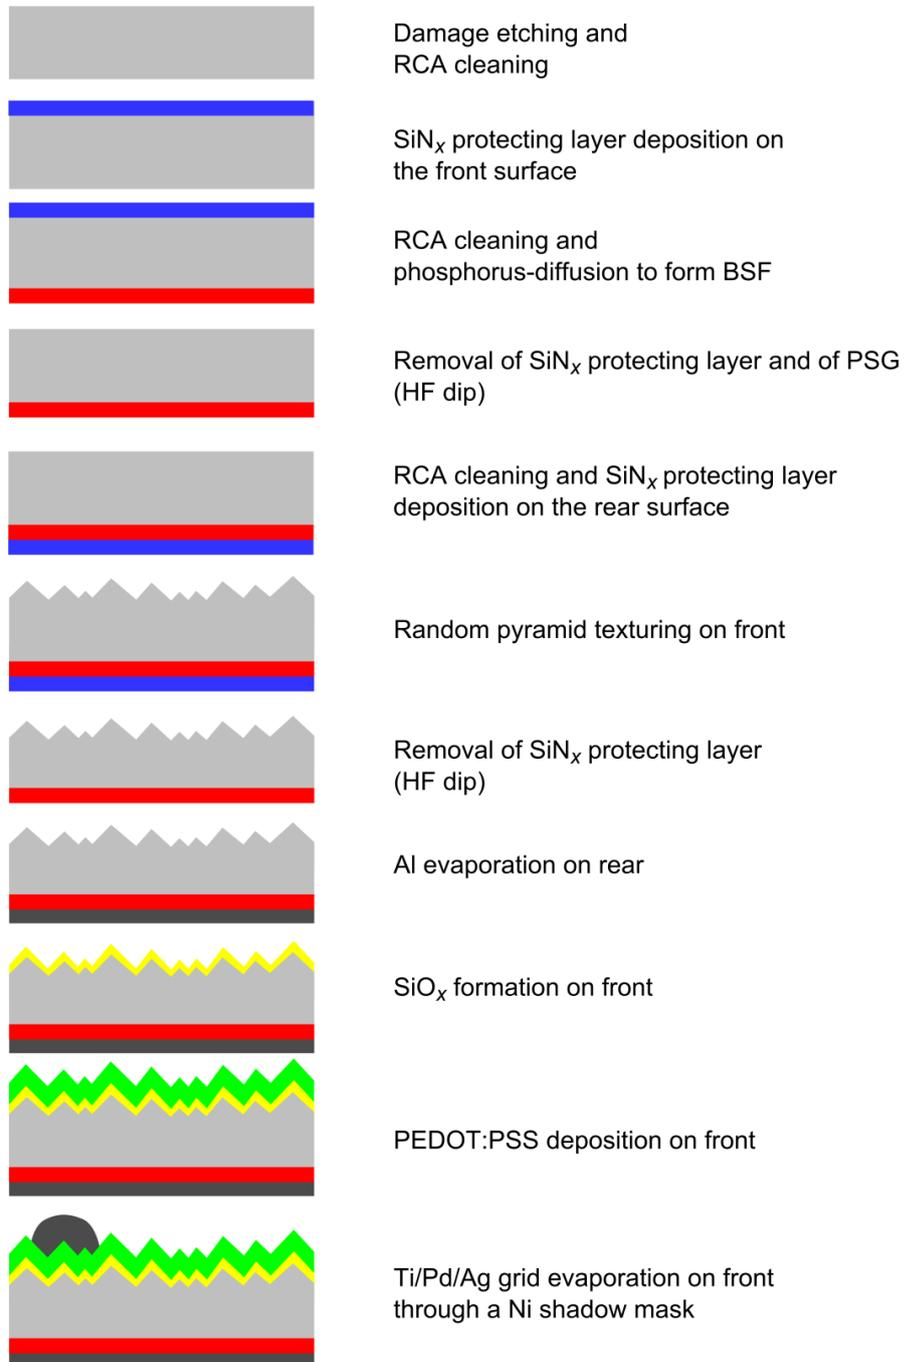 Damage etching and
RCA cleaning
SiNx protecting layer deposition on
the front surface
RCA cleaning and
phosphorus-diffusion to form BSF
Removal of SiNx protecting layer and of PSG
(HF dip)
RCA cleaning and SiNx protecting layer
deposition on the rear surface
Random pyramid texturing on front
Removal of SiNx protecting layer
(HF dip)
Al evaporation on rear
SiOx formation on front
PEDOT:PSS deposition on front
Ti/Pd/Ag grid evaporation on front
through a Ni shadow mask